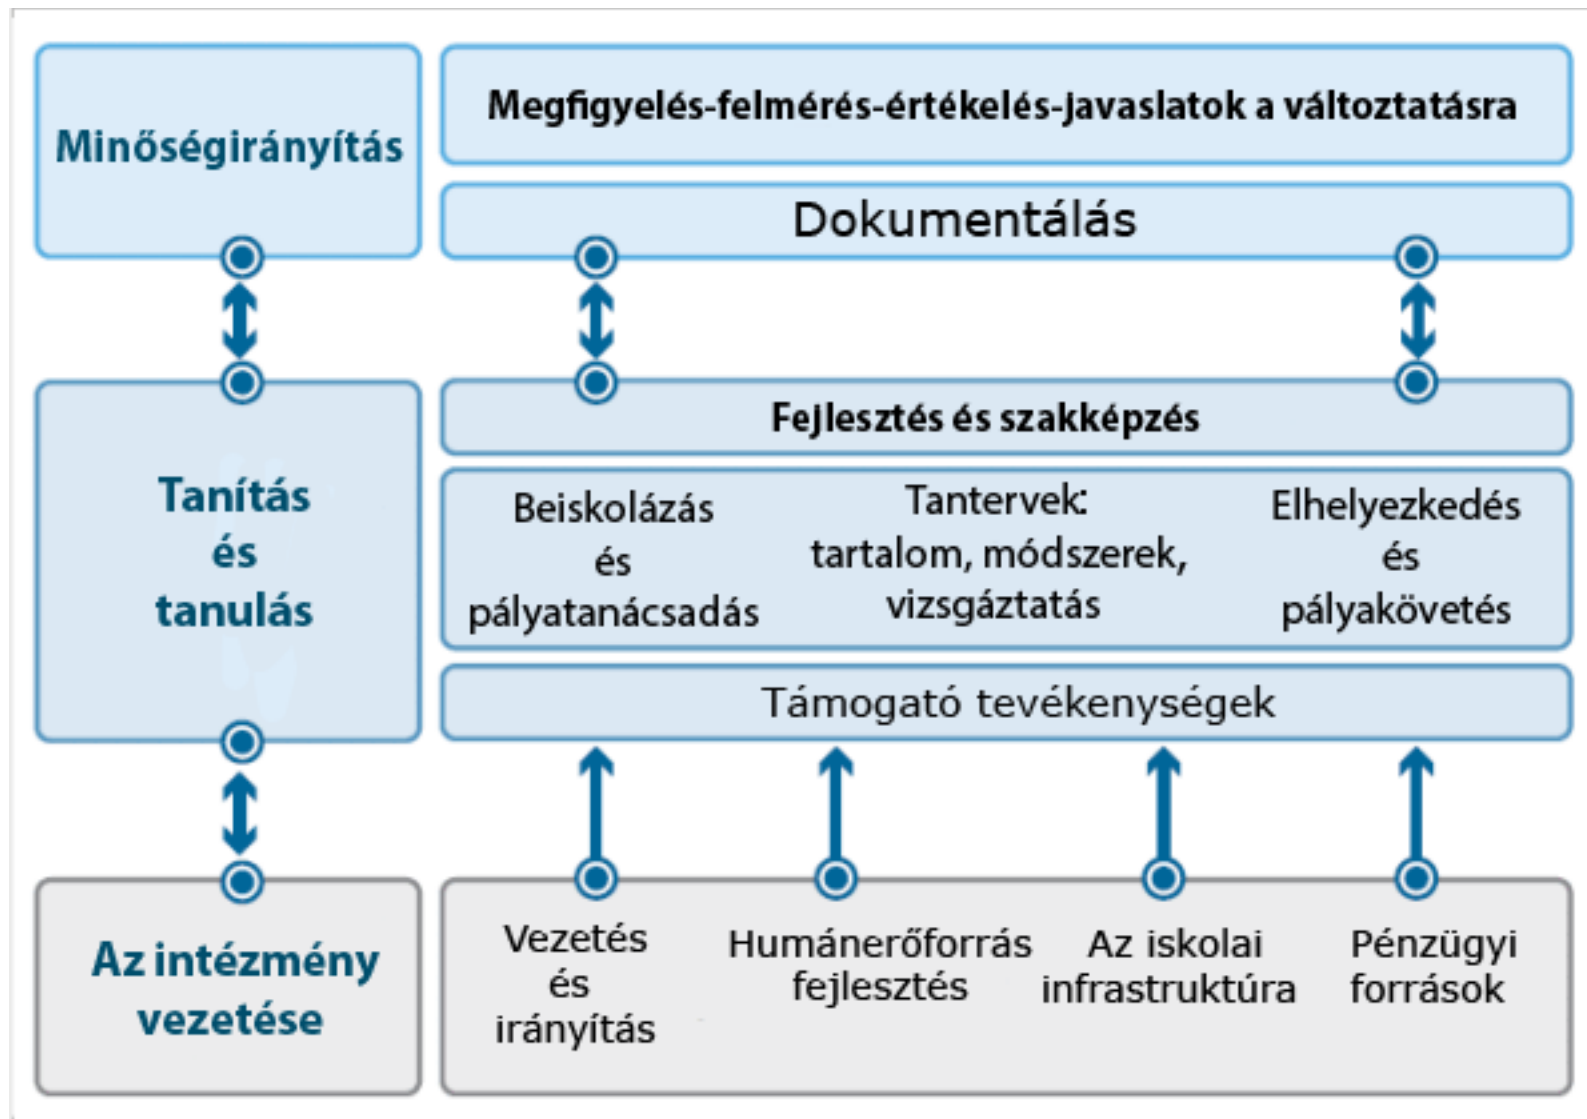 Minőségirányítás
Megfigyelés-felmérés-értékelés-javaslatok a változtatásra
Dokumentálás
Tanítás
és
tanulás
Fejlesztés és szakképzés
Beiskolázás
és
pályatanácsadás
Tantervek:
tartalom, módszerek,
vizsgáztatás
Elhelyezkedés
és
pályakövetés
Támogató tevékenységek
Az intézmény
vezetése
Vezetés
és
irányítás
Humánerőforrás
fejlesztés
Az iskolai
infrastruktúra
Pénzügyi
források